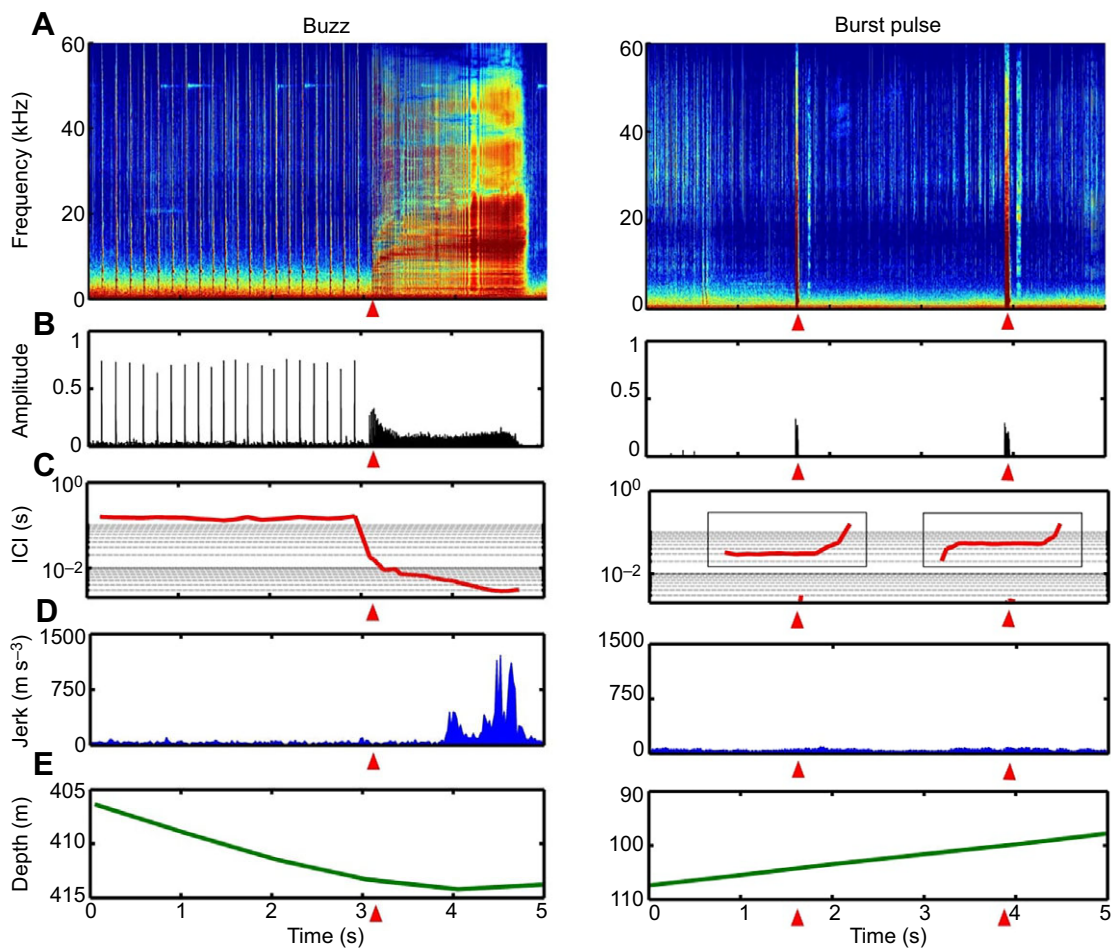 A
Buzz
Burst pulse
Frequency (kHz)
60
40
20
0
60
40
20
0
B
Amplitude
1
0.5
0
1
0.5
0
C
ICI (s)
10⁰
10⁻²
10⁰
10⁻²
D
Jerk (m s⁻³)
1500
750
0
1500
750
0
E
Depth (m)
405
410
415
90
100
110
0 1 2 3 4 5
0 1 2 3 4 5
Time (s)
Time (s)